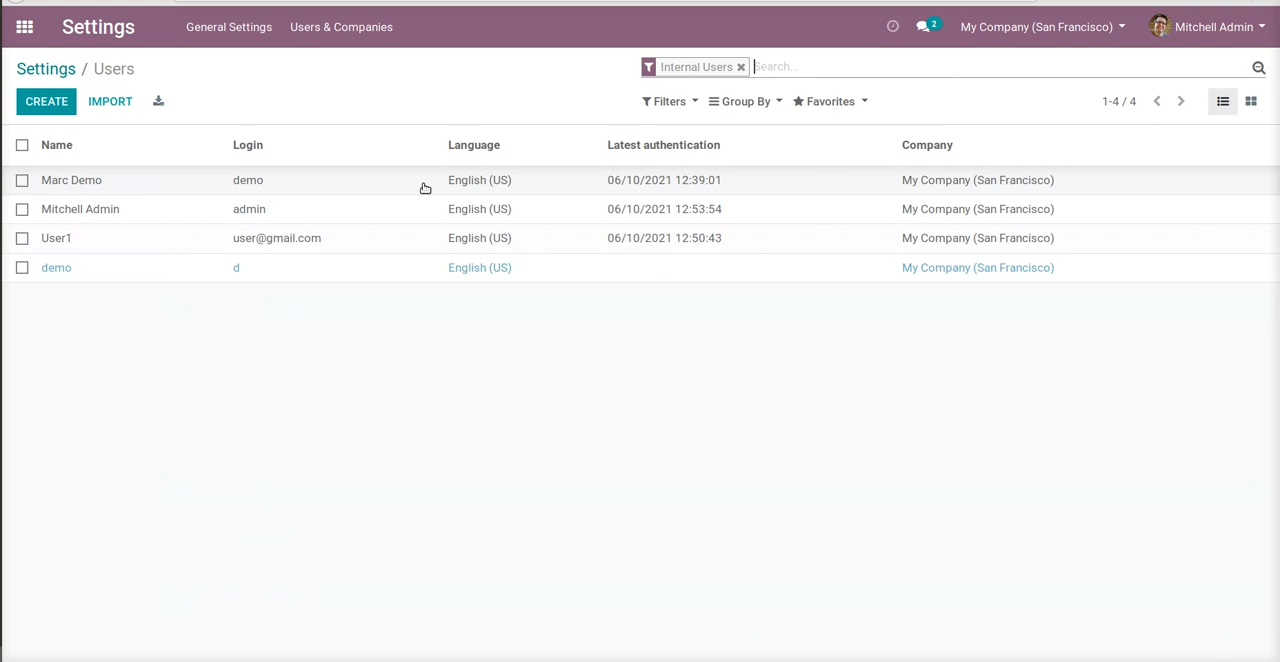 Settings General Settings Users & Companies 2 My Company (San Francisco) Mitchell Admin
Settings / Users Internal Users Search...
CREATE IMPORT Filters Group By Favorites 1-4 / 4
Name Login Language Latest authentication Company
Marc Demo demo English (US) 06/10/2021 12:39:01 My Company (San Francisco)
Mitchell Admin admin English (US) 06/10/2021 12:53:54 My Company (San Francisco)
User1 user@gmail.com English (US) 06/10/2021 12:50:43 My Company (San Francisco)
demo d English (US) My Company (San Francisco)